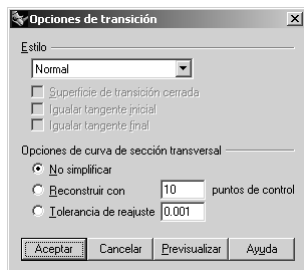 Opciones de transición
Estilo
Normal
Superficie de transición cerrada
Igualar tangente inicial
Igualar tangente final
Opciones de curva de sección transversal
No simplificar
Reconstruir con 10 puntos de control
Tolerancia de reajuste 0.001
Aceptar Cancelar Previsualizar Ayuda